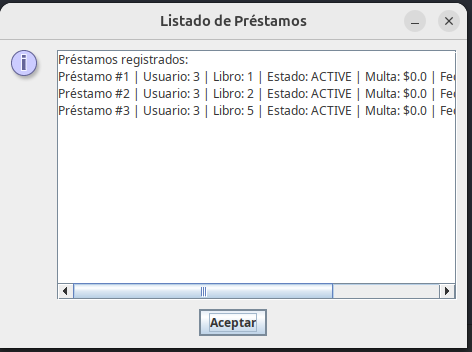 Listado de Préstamos
Préstamos registrados:
Préstamo #1 | Usuario: 3 | Libro: 1 | Estado: ACTIVE | Multa: $0.0 | Fec
Préstamo #2 | Usuario: 3 | Libro: 2 | Estado: ACTIVE | Multa: $0.0 | Fec
Préstamo #3 | Usuario: 3 | Libro: 5 | Estado: ACTIVE | Multa: $0.0 | Fec
Aceptar